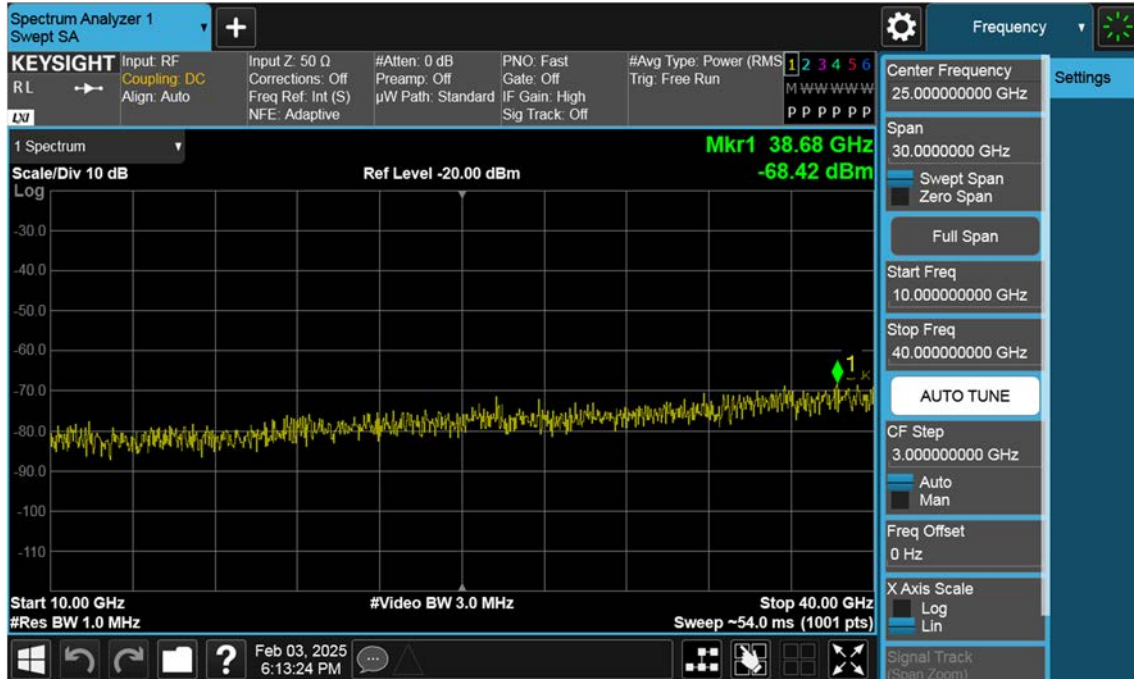 Spectrum Analyzer 1
Swept SA
Frequency
KEYSIGHT
RL
LXI
Input: RF
Coupling: DC
Align: Auto
Input Z: 50 Ω
Corrections: Off
Freq Ref: Int (S)
NFE: Adaptive
#Atten: 0 dB
Preamp: Off
µW Path: Standard
PNO: Fast
Gate: Off
IF Gain: High
Sig Track: Off
#Avg Type: Power (RMS
Trig: Free Run
1 2 3 4 5 6
M W W W W W
P P P P P P
1 Spectrum
Mkr1 38.68 GHz
-68.42 dBm
Scale/Div 10 dB
Ref Level -20.00 dBm
Log
-30.0
-40.0
-50.0
-60.0
-70.0
-80.0
-90.0
-100
-110
1
Start 10.00 GHz
#Video BW 3.0 MHz
Stop 40.00 GHz
#Res BW 1.0 MHz
Sweep ~54.0 ms (1001 pts)
?
Feb 03, 2025
6:13:24 PM
Center Frequency
25.000000000 GHz
Settings
Span
30.0000000 GHz
Swept Span
Zero Span
Full Span
Start Freq
10.000000000 GHz
Stop Freq
40.000000000 GHz
AUTO TUNE
CF Step
3.000000000 GHz
Auto
Man
Freq Offset
0 Hz
X Axis Scale
Log
Lin
Signal Track
(Span Zoom)